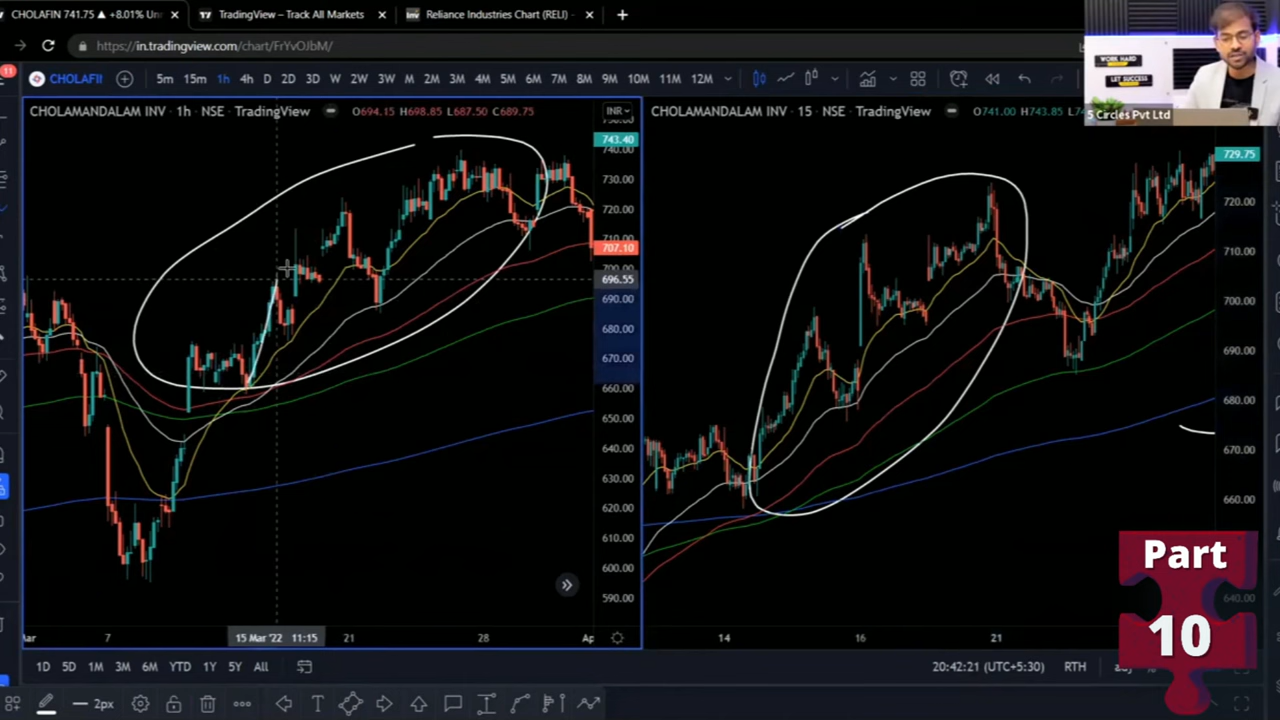 CHOLAFIN 741.75 ▲ +8.01% Un
TradingView – Track All Markets
Reliance Industries Chart (RELI) -
https://in.tradingview.com/chart/FrYvOJbM/
11
CHOLAFII
5m 15m 1h 4h D 2D 3D W 2W 3W M 2M 3M 4M 5M 6M 7M 8M 9M 10M 11M 12M
WORK HARD
LET SUCCESS
5 Circles Pvt Ltd
CHOLAMANDALAM INV · 1h · NSE · TradingView
O694.15 H698.85 L687.50 C689.75
INR
743.40
740.00
730.00
720.00
710.00
707.10
700.00
696.55
690.00
680.00
670.00
660.00
650.00
640.00
630.00
620.00
610.00
600.00
590.00
7
15 Mar '22 11:15
21
28
CHOLAMANDALAM INV · 15 · NSE · TradingView
O741.00 H743.85
729.75
720.00
710.00
700.00
690.00
680.00
670.00
660.00
640.00
14
16
21
Part
10
1D 5D 1M 3M 6M YTD 1Y 5Y All
20:42:21 (UTC+5:30) RTH
2px